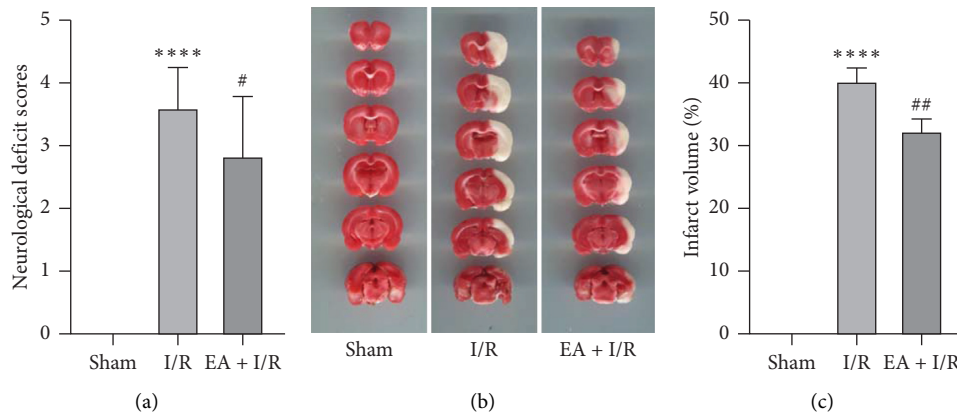 Neurological deficit scores
5
4
3
2
1
0
****
#
Sham
I/R
EA + I/R
(a)
Sham
I/R
EA + I/R
(b)
Infarct volume (%)
50
40
30
20
10
0
****
##
Sham
I/R
EA + I/R
(c)